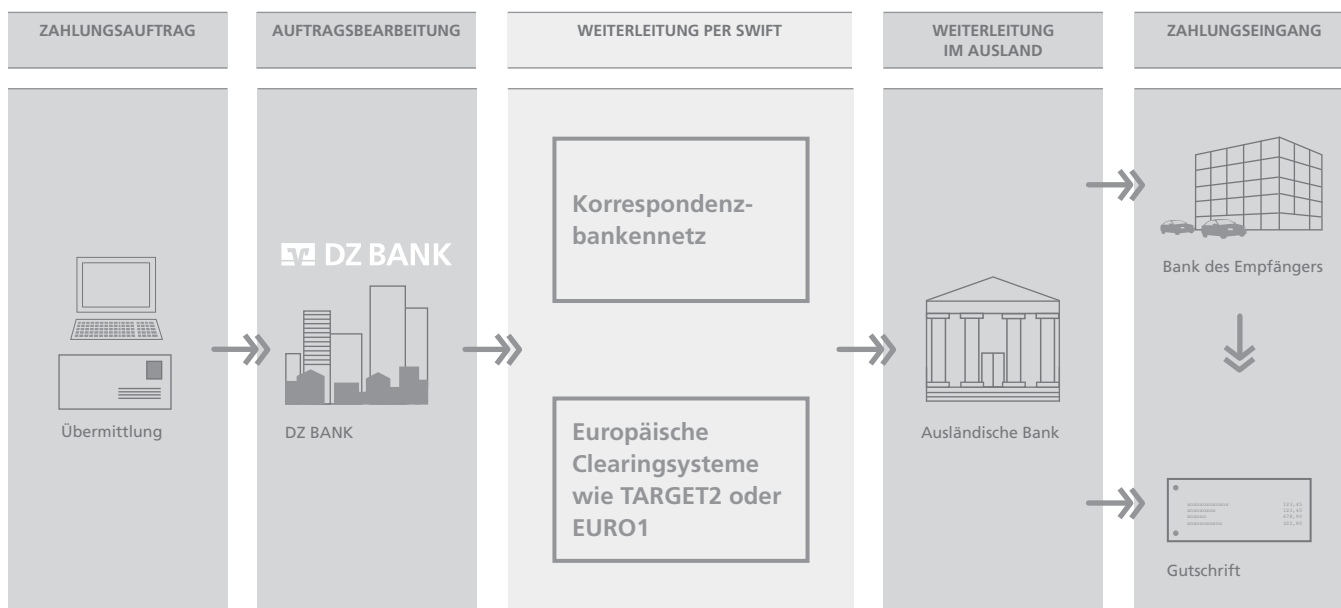 ZAHLUNGSAUFTRAG
AUFTRAGSBEARBEITUNG
WEITERLEITUNG PER SWIFT
WEITERLEITUNG
IM AUSLAND
ZAHLUNGSEINGANG
Übermittlung
DZ BANK
DZ BANK
Korrespondenz-
bankennetz
Europäische
Clearingsysteme
wie TARGET2 oder
EURO1
Ausländische Bank
Bank des Empfängers
Gutschrift